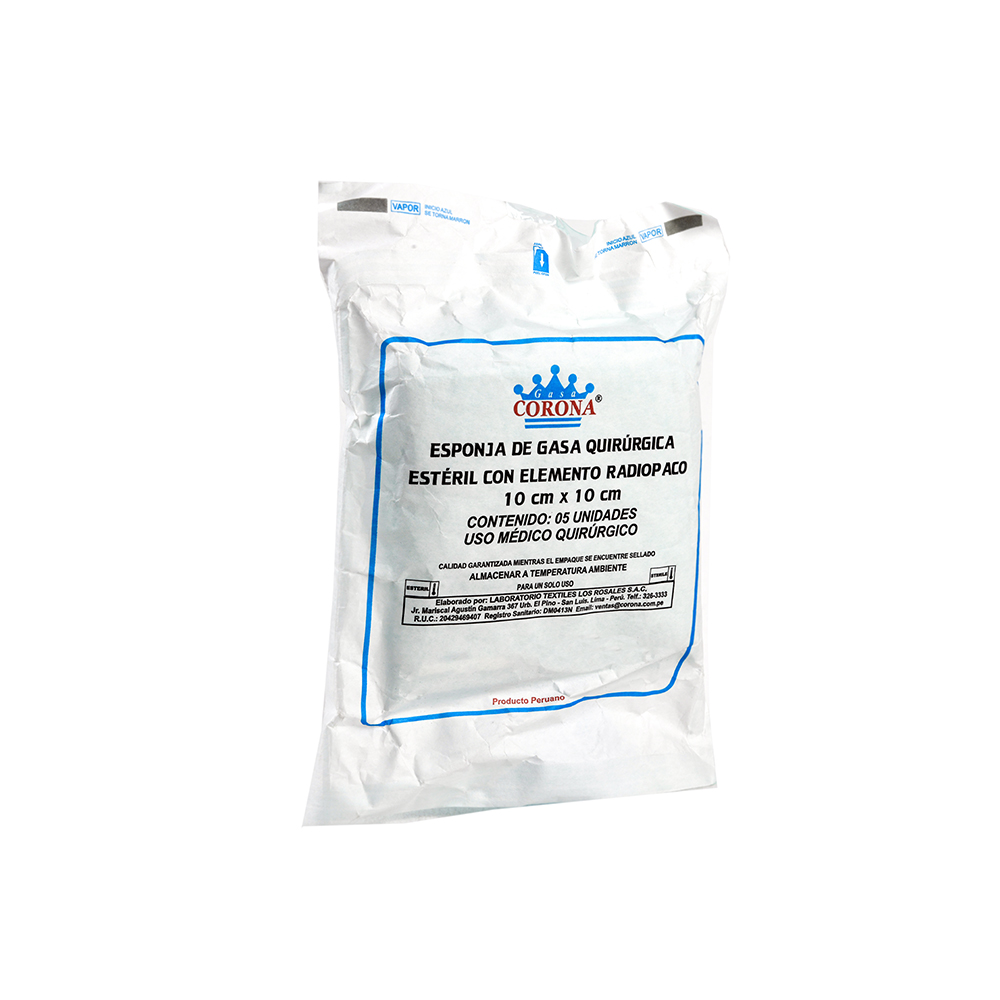 VAPOR
INICIO AZUL
SE TORNA MARRON
INICIO AZUL
TORNA MARRON
VAPOR
Gasa
CORONA®
ESPONJA DE GASA QUIRÚRGICA
ESTÉRIL CON ELEMENTO RADIOPACO
10 cm x 10 cm
CONTENIDO: 05 UNIDADES
USO MÉDICO QUIRÚRGICO
CALIDAD GARANTIZADA MIENTRAS EL EMPAQUE SE ENCUENTRE SELLADO
ALMACENAR A TEMPERATURA AMBIENTE
PARA UN SOLO USO
ESTERIL
STERILE
Elaborado por: LABORATORIO TEXTILES LOS ROSALES S.A.C.
Jr. Mariscal Agustín Gamarra 367 Urb. El Pino - San Luis. Lima - Perú. Telf.: 326-3333
R.U.C.: 20429469407 Registro Sanitario: DM0413N Email: ventas@corona.com.pe
Producto Peruano